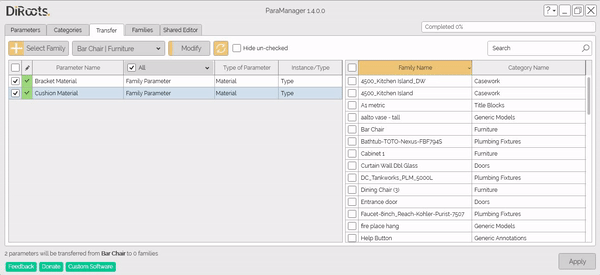 DiRoots.
ParaManager 1.4.0.0
Parameters Categories Transfer Families Shared Editor
Completed 0%
Select Family Bar Chair | Furniture Modify Hide un-checked Search
Parameter Name All Type of Parameter Instance/Type
Bracket Material Family Parameter Material Type
Cushion Material Family Parameter Material Type
Family Name Category Name
4500_Kitchen Island_DW Casework
4500_Kitchen Island Casework
A1 metric Title Blocks
aalto vase - tall Generic Models
Bar Chair Furniture
Bathtub-TOTO-Nexus-FBF794S Plumbing Fixtures
Cabinet 1 Furniture
Curtain Wall Dbl Glass Doors
DC_Tankworks_PLM_5000L Plumbing Fixtures
Dining Chair (3) Furniture
Entrance door Doors
Faucet-6inch_Reach-Kohler-Purist-7507 Plumbing Fixtures
fire place hang Generic Models
Help Button Generic Annotations
2 parameters will be transferred from Bar Chair to 0 families
Feedback Donate Custom Software
Apply